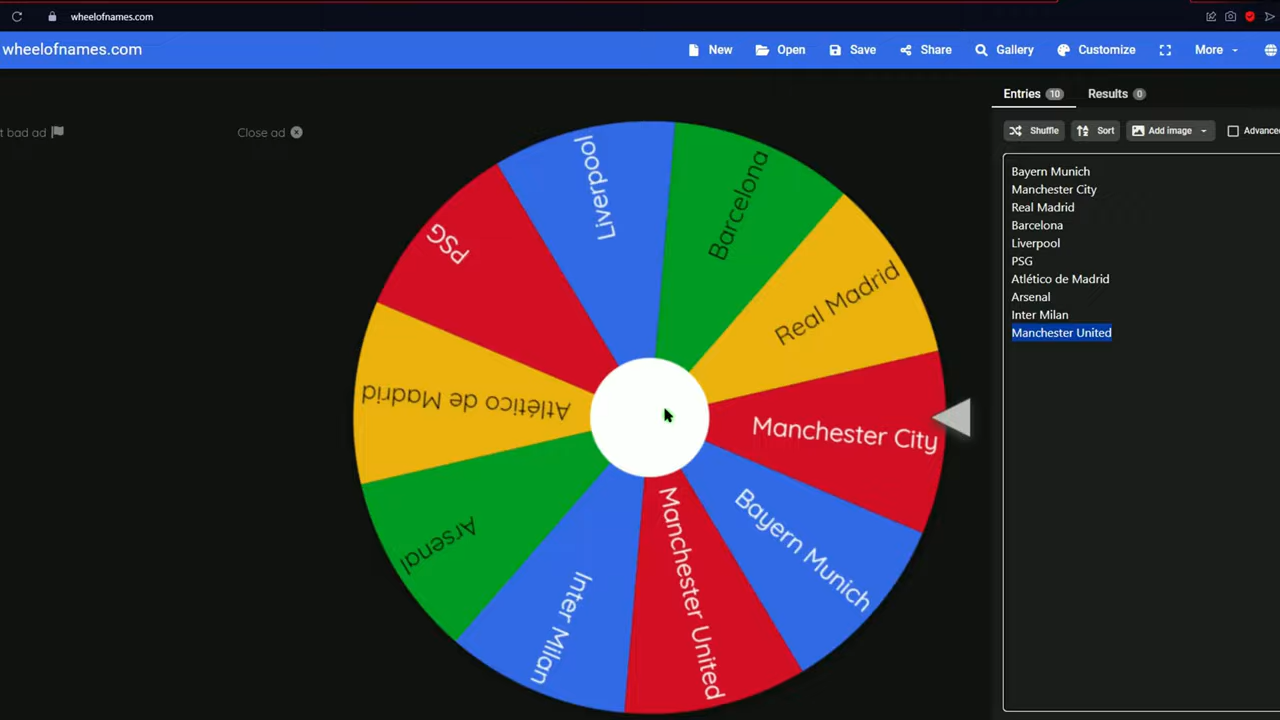 wheelofnames.com
wheelofnames.com
New
Open
Save
Share
Gallery
Customize
More
t bad ad
Close ad
Entries 10
Results 0
Shuffle
Sort
Add image
Advanced
Bayern Munich
Manchester City
Real Madrid
Barcelona
Liverpool
PSG
Atlético de Madrid
Arsenal
Inter Milan
Manchester United
Liverpool
Barcelona
Real Madrid
Manchester City
Bayern Munich
Manchester United
Inter Milan
Arsenal
Atlético de Madrid
PSG